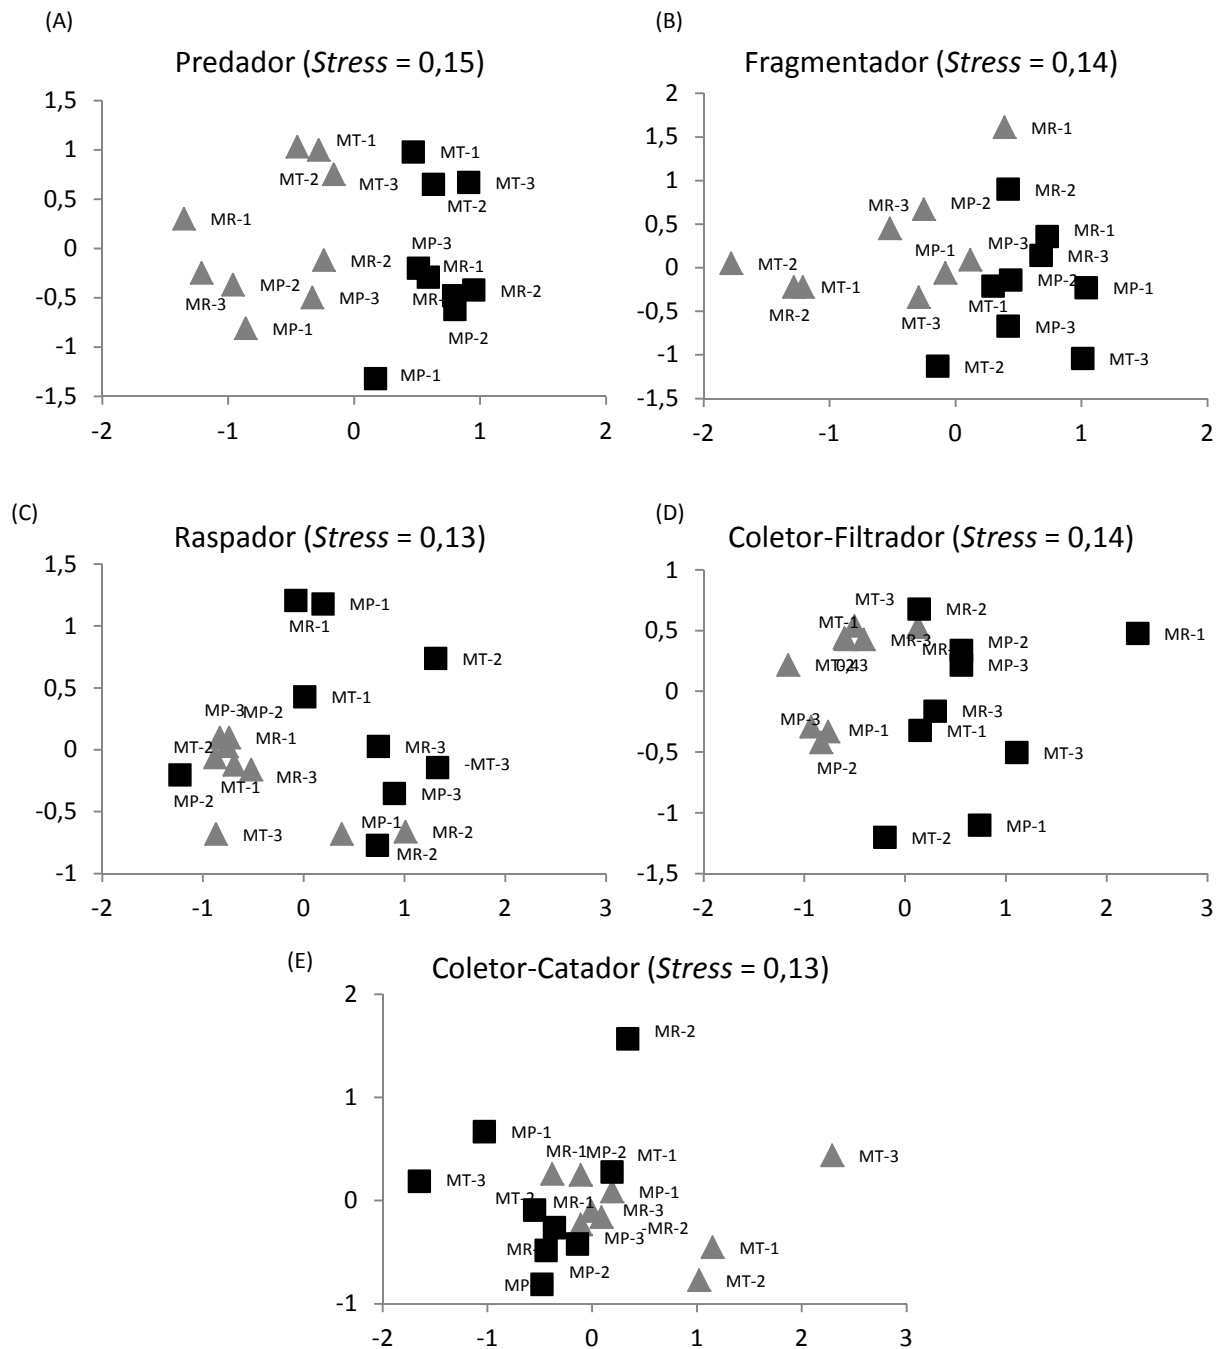 (A)
Predador (Stress = 0,15)
1,5
1
0,5
0
-0,5
-1
-1,5
-2 -1 0 1 2
MT-1
MT-1
MT-2
MT-3
MT-3
MT-2
MR-1
MP-3
MR-2
MR-1
MR-3
MP-2
MP-3
MR-
MR-2
MP-1
MP-2
MP-1
(B)
Fragmentador (Stress = 0,14)
2
1,5
1
0,5
0
-0,5
-1
-1,5
-2 -1 0 1 2
MR-1
MR-2
MR-3
MP-2
MR-1
MP-1
MP-3
MR-3
MT-2
MT-1
MP-2
MP-1
MR-2
MT-3
MT-1
MP-3
MT-2
MT-3
(C)
Raspador (Stress = 0,13)
1,5
1
0,5
0
-0,5
-1
-2 -1 0 1 2 3
MP-1
MR-1
MT-2
MT-1
MP-3
MP-2
MR-1
MT-2
MR-3
-MT-3
MP-2
MT-1
MR-3
MP-3
MT-3
MP-1
MR-2
MR-2
(D)
Coletor-Filtrador (Stress = 0,14)
1
0,5
0
-0,5
-1
-1,5
-2 -1 0 1 2 3
MT-3
MR-2
MT-1
MR-3
MR-
MP-2
MR-1
MT-2
0,43
MP-3
MP-3
MP-1
MR-3
MT-1
MP-2
MT-3
MT-2
MP-1
(E)
Coletor-Catador (Stress = 0,13)
2
1
0
-1
-2 -1 0 1 2 3
MR-2
MP-1
MR-1
MP-2
MT-1
MT-3
MT-3
MP-1
MT-2
MR-1
MR-3
-MR-2
MR-
MP-3
MT-1
MP-2
MP
MT-2